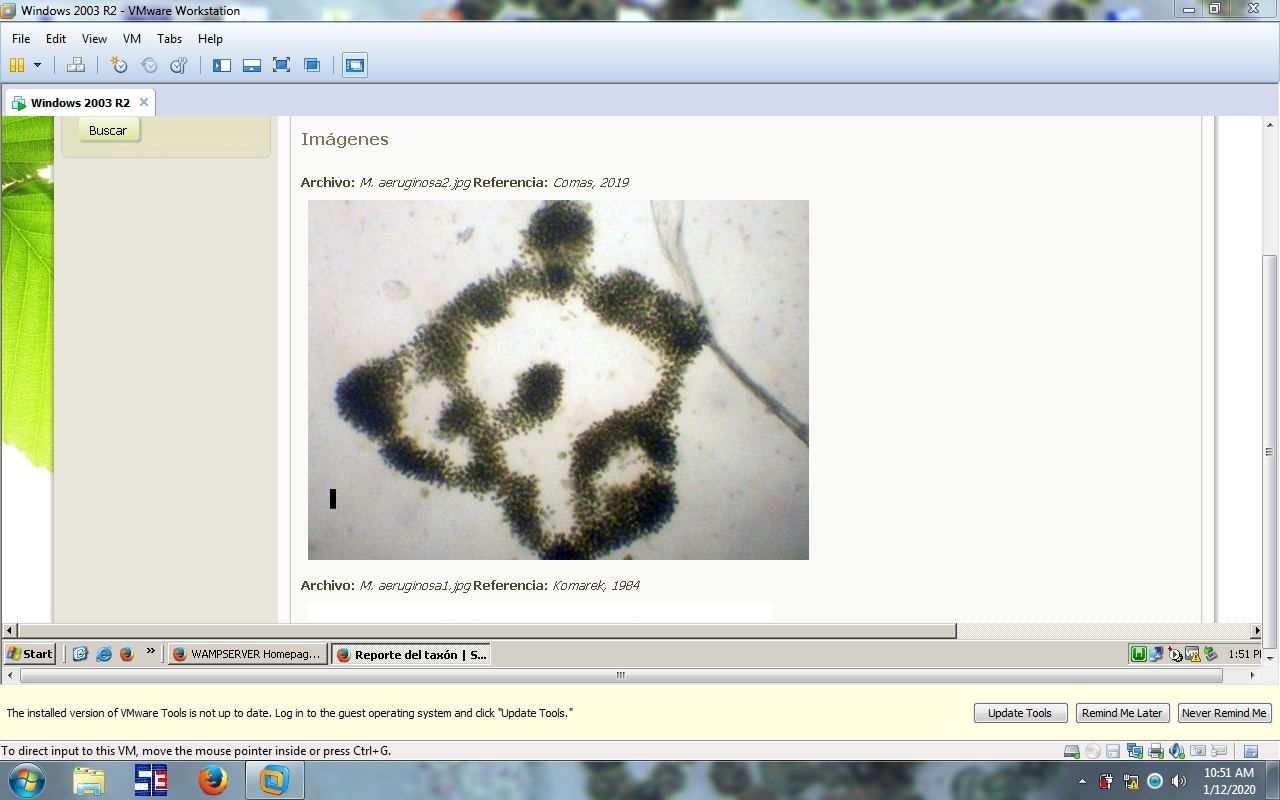 Windows 2003 R2 - VMware Workstation
File Edit View VM Tabs Help
Windows 2003 R2
Buscar
Imágenes
Archivo: M. aeruginosa2.jpg Referencia: Comas, 2019
Archivo: M. aeruginosa1.jpg Referencia: Komarek, 1984
Start » WAMPSERVER Homepag... Reporte del taxón | S... 1:51 P
The installed version of VMware Tools is not up to date. Log in to the guest operating system and click "Update Tools."
Update Tools Remind Me Later Never Remind Me
To direct input to this VM, move the mouse pointer inside or press Ctrl+G.
SE
10:51 AM
1/12/2020